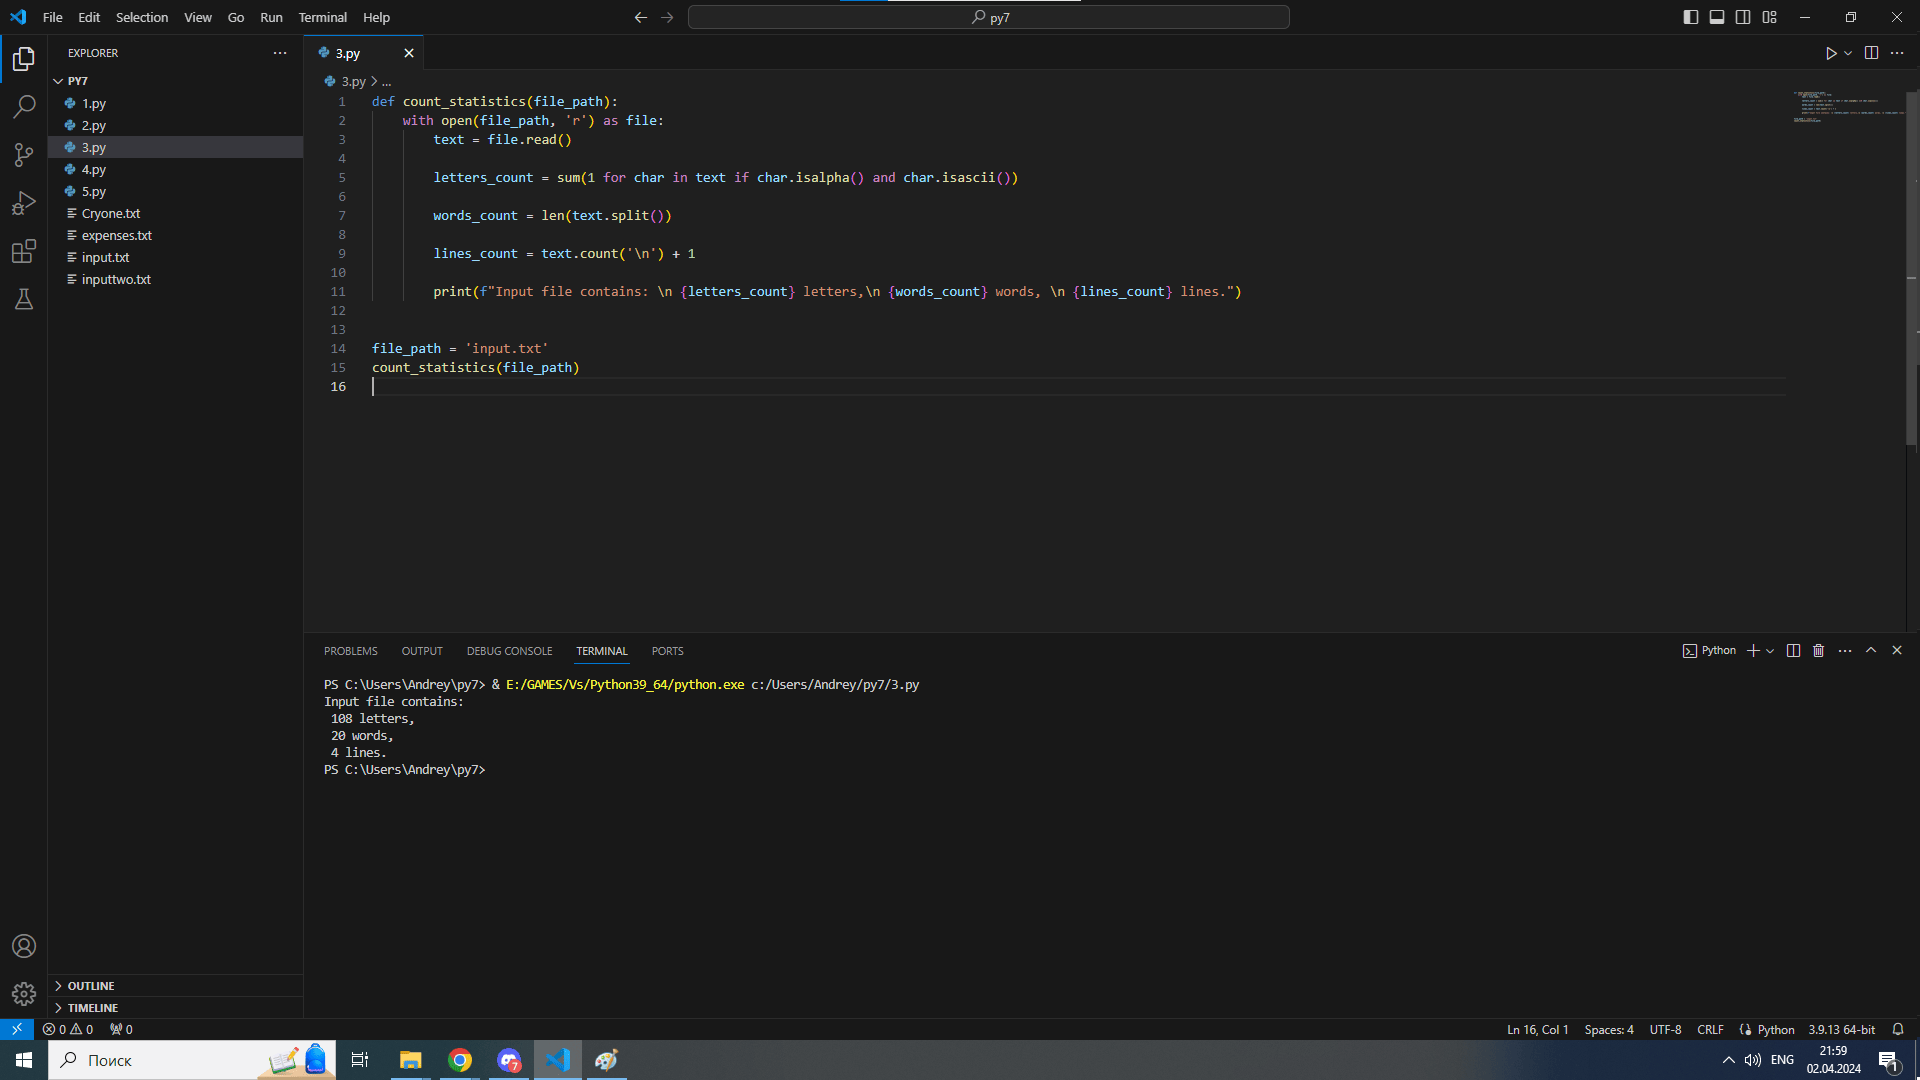 File Edit Selection View Go Run Terminal Help
py7
EXPLORER
PY7
1.py
2.py
3.py
4.py
5.py
Cryone.txt
expenses.txt
input.txt
inputtwo.txt
OUTLINE
TIMELINE
3.py
3.py > ...
1 def count_statistics(file_path):
2 with open(file_path, 'r') as file:
3 text = file.read()
4
5 letters_count = sum(1 for char in text if char.isalpha() and char.isascii())
6
7 words_count = len(text.split())
8
9 lines_count = text.count('\n') + 1
10
11 print(f"Input file contains: \n {letters_count} letters,\n {words_count} words, \n {lines_count} lines.")
12
13
14 file_path = 'input.txt'
15 count_statistics(file_path)
16
PROBLEMS OUTPUT DEBUG CONSOLE TERMINAL PORTS
Python
PS C:\Users\Andrey\py7> & E:/GAMES/Vs/Python39_64/python.exe c:/Users/Andrey/py7/3.py
Input file contains:
108 letters,
20 words,
4 lines.
PS C:\Users\Andrey\py7>
0 0 0
Ln 16, Col 1 Spaces: 4 UTF-8 CRLF Python 3.9.13 64-bit
Поиск
7
ENG
21:59
02.04.2024
1